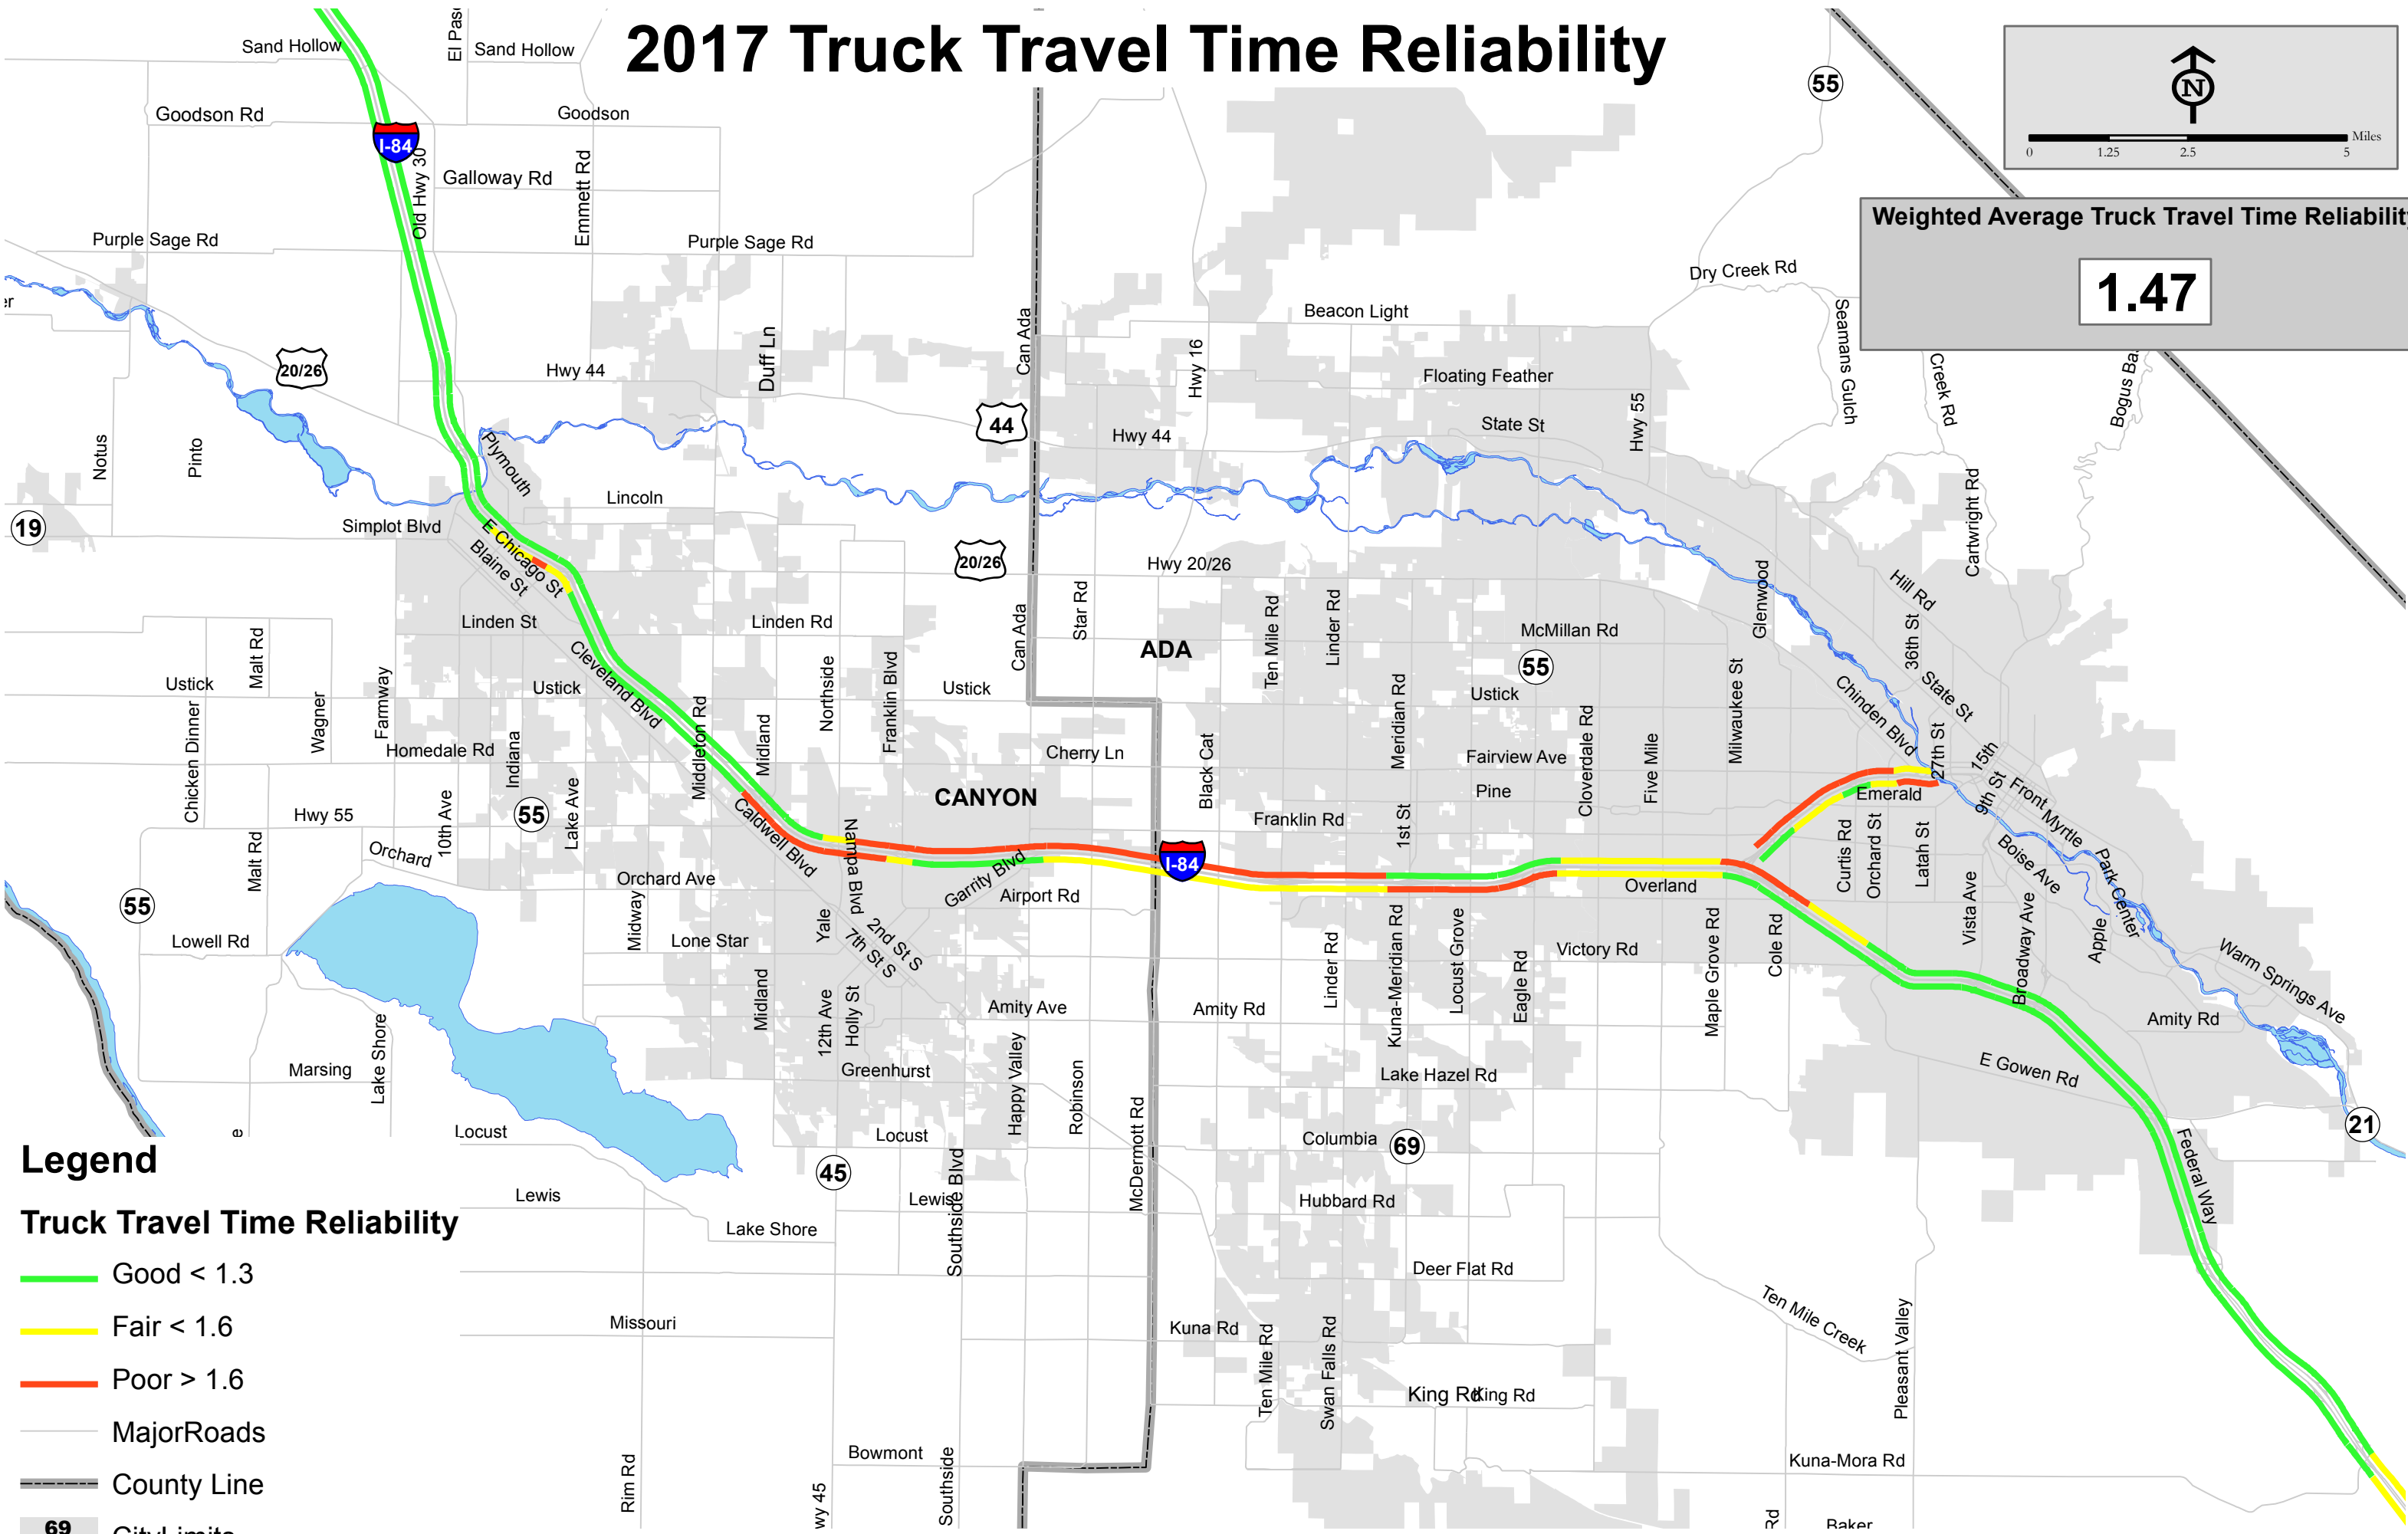 2017 Truck Travel Time Reliability
Sand Hollow
Sand Hollow
Goodson Rd
Goodson
I-84
Old Hwy 30
Galloway Rd
Emmett Rd
Purple Sage Rd
Purple Sage Rd
55
N
Miles
0 1.25 2.5 5
Weighted Average Truck Travel Time
1.47
Dry Creek Rd
Seamans Gulch
Creek Rd
Beacon Light
Can Ada
Hwy 16
Duff Ln
20/26
Hwy 44
Floating Feather
44
Hwy 44
State St
Hwy 55
Notus
Pinto
Plymouth
Lincoln
Cartwright Rd
19
Simplot Blvd
E Chicago St
Blaine St
20/26
Hwy 20/26
Glenwood
Hill Rd
Linden St
Linden Rd
Can Ada
Star Rd
ADA
Ten Mile Rd
Linder Rd
McMillan Rd
55
36th St
State St
Malt Rd
Ustick
Chicken Dinner
Wagner
Farmway
Ustick
Cleveland Blvd
Middleton Rd
Midland
Northside
Franklin Blvd
Ustick
Meridian Rd
Ustick
Cloverdale Rd
Five Mile
Milwaukee St
Chinden Blvd
27th St
15th
9th St
Front
Myrtle
Homedale Rd
Indiana
Lake Ave
10th Ave
Cherry Ln
Black Cat
Fairview Ave
Pine
Emerald
CANYON
Hwy 55
55
Malt Rd
Orchard
Caldwell Blvd
Nampa Blvd
Garrity Blvd
Franklin Rd
1st St
I-84
Overland
Curtis Rd
Orchard St
Latah St
Boise Ave
Park Center
Orchard Ave
Airport Rd
55
Lowell Rd
Midway
Lone Star
Yale
2nd St S
7th St S
Linder Rd
Kuna-Meridian Rd
Locust Grove
Eagle Rd
Victory Rd
Maple Grove Rd
Cole Rd
Vista Ave
Broadway Ave
Apple
Warm Springs Ave
Midland
12th Ave
Holly St
Amity Ave
Amity Rd
Amity Rd
Marsing
Lake Shore
Greenhurst
Happy Valley
Robinson
McDermott Rd
Lake Hazel Rd
E Gowen Rd
21
Locust
Locust
45
Columbia
69
Federal Way
Lewis
Lewis
Southside Blvd
Lake Shore
Hubbard Rd
Deer Flat Rd
Missouri
Kuna Rd
Ten Mile Rd
Swan Falls Rd
Ten Mile Creek
Pleasant Valley
King Rd
King Rd
Rim Rd
Bowmont
Southside
Kuna-Mora Rd
Rd
Baker
Legend
Truck Travel Time Reliability
Good < 1.3
Fair < 1.6
Poor > 1.6
MajorRoads
County Line
69
CityLimits